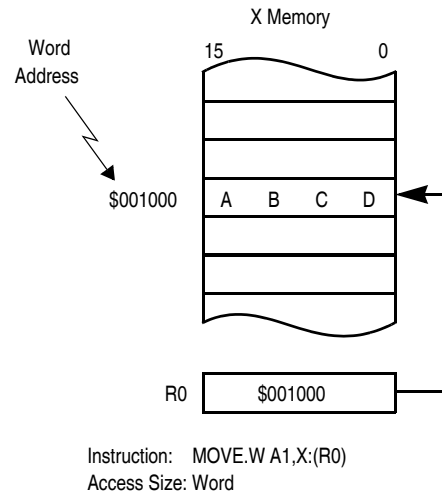 X Memory
Word
Address
15 0
$001000 A B C D
R0 $001000
Instruction: MOVE.W A1,X:(R0)
Access Size: Word